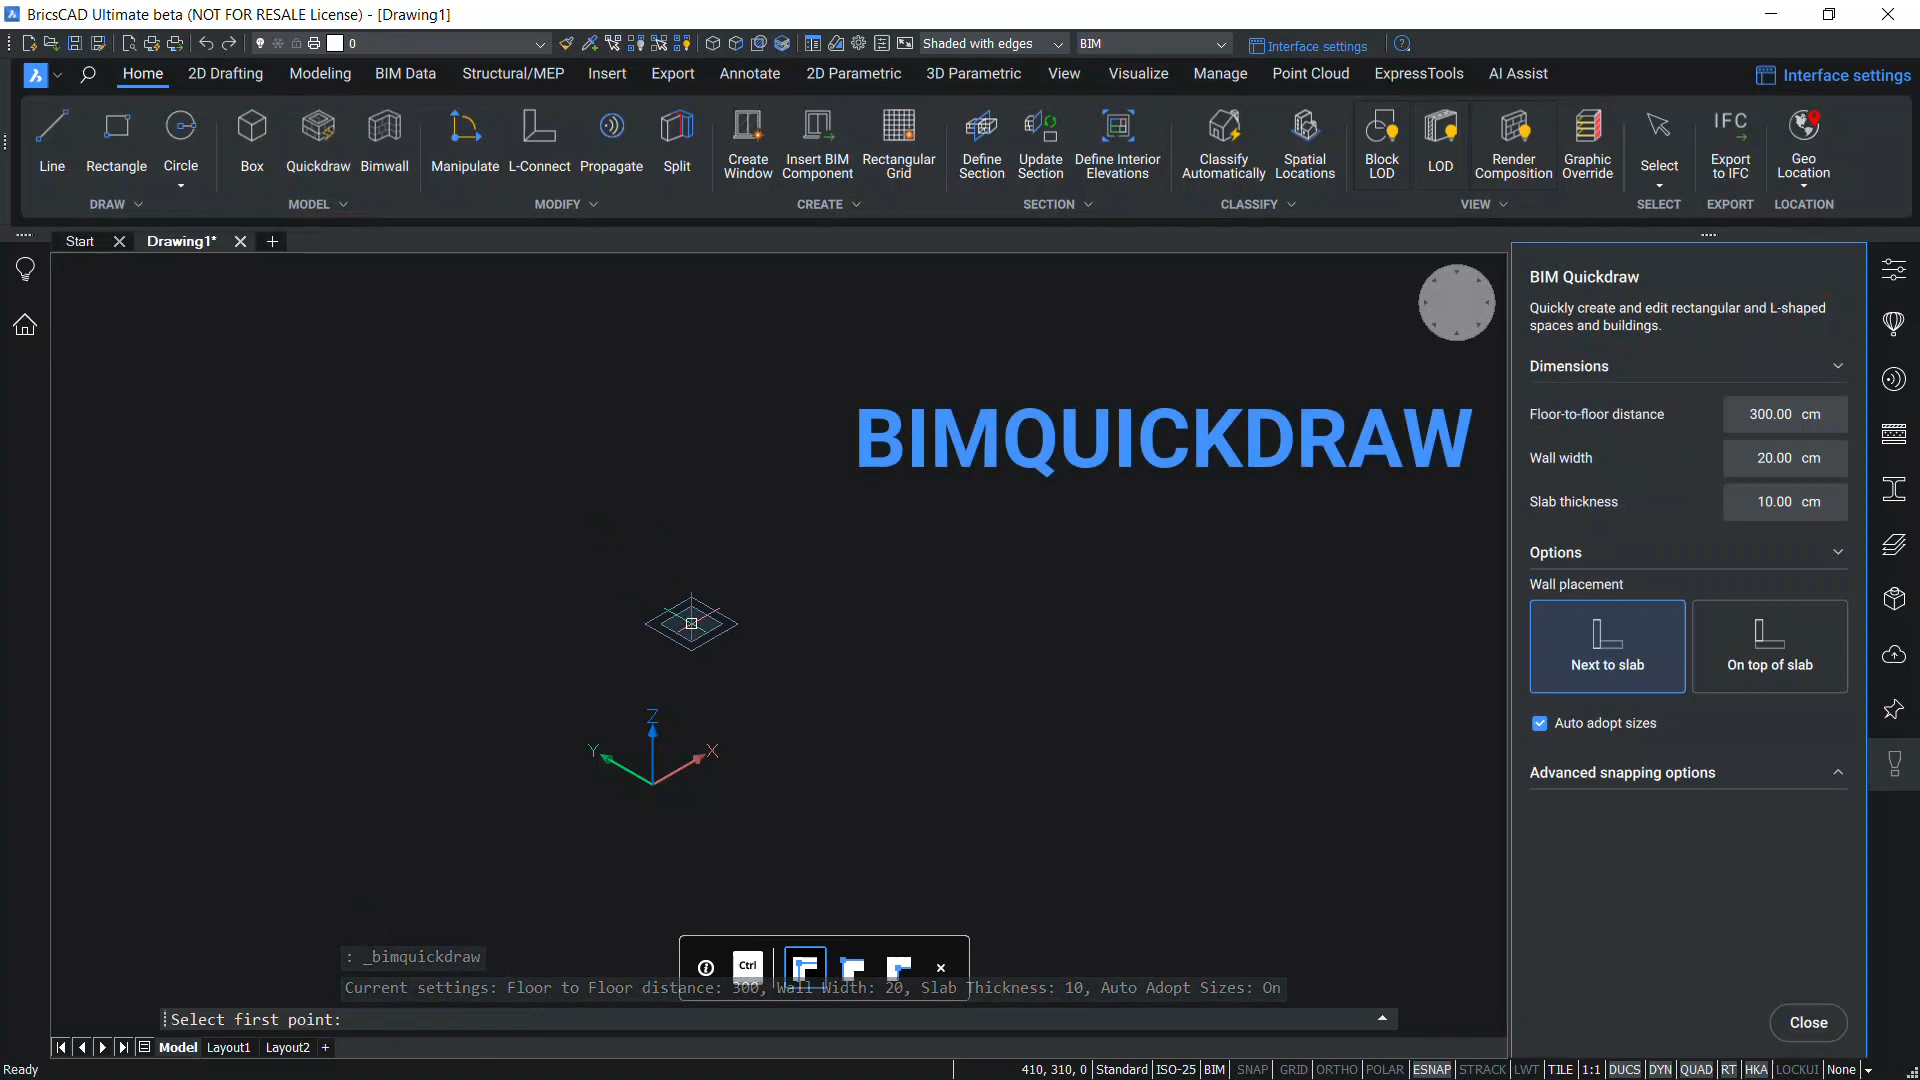 BricsCAD Ultimate beta (NOT FOR RESALE License) - [Drawing1]
0
Shaded with edges
BIM
Interface settings
Home 2D Drafting Modeling BIM Data Structural/MEP Insert Export Annotate 2D Parametric 3D Parametric View Visualize Manage Point Cloud ExpressTools AI Assist
Interface settings
Line Rectangle Circle
Box Quickdraw Bimwall
Manipulate L-Connect Propagate Split
Create Window
Insert BIM Component
Rectangular Grid
Define Section
Update Section
Define Interior Elevations
Classify Automatically
Spatial Locations
Block LOD
LOD
Render Composition
Graphic Override
Select
IFC
Export to IFC
Geo Location
DRAW MODEL MODIFY CREATE SECTION CLASSIFY VIEW SELECT EXPORT LOCATION
Start Drawing1* +
BIM Quickdraw
Quickly create and edit rectangular and L-shaped
spaces and buildings.
Dimensions
Floor-to-floor distance 300.00 cm
Wall width 20.00 cm
Slab thickness 10.00 cm
Options
Wall placement
Next to slab On top of slab
Auto adopt sizes
Advanced snapping options
Close
BIMQUICKDRAW
Z
Y X
: _bimquickdraw
Ctrl
Current settings: Floor to Floor distance: 300, Wall Width: 20, Slab Thickness: 10, Auto Adopt Sizes: On
Select first point:
Model Layout1 Layout2 +
Ready
410, 310, 0 Standard ISO-25 BIM SNAP GRID ORTHO POLAR ESNAP STRACK LWT TILE 1:1 DUCS DYN QUAD RT HKA LOCKUI None